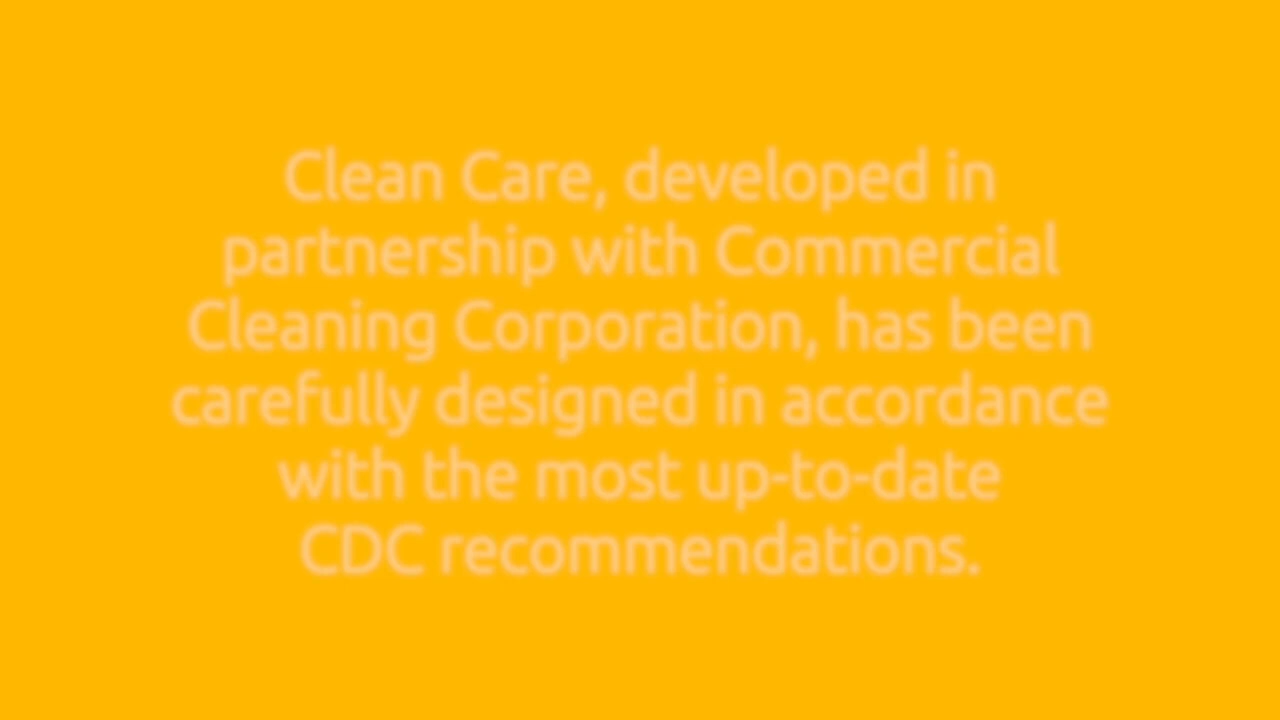 Clean Care, developed in
partnership with Commercial
Cleaning Corporation, has been
carefully designed in accordance
with the most up-to-date
CDC recommendations.